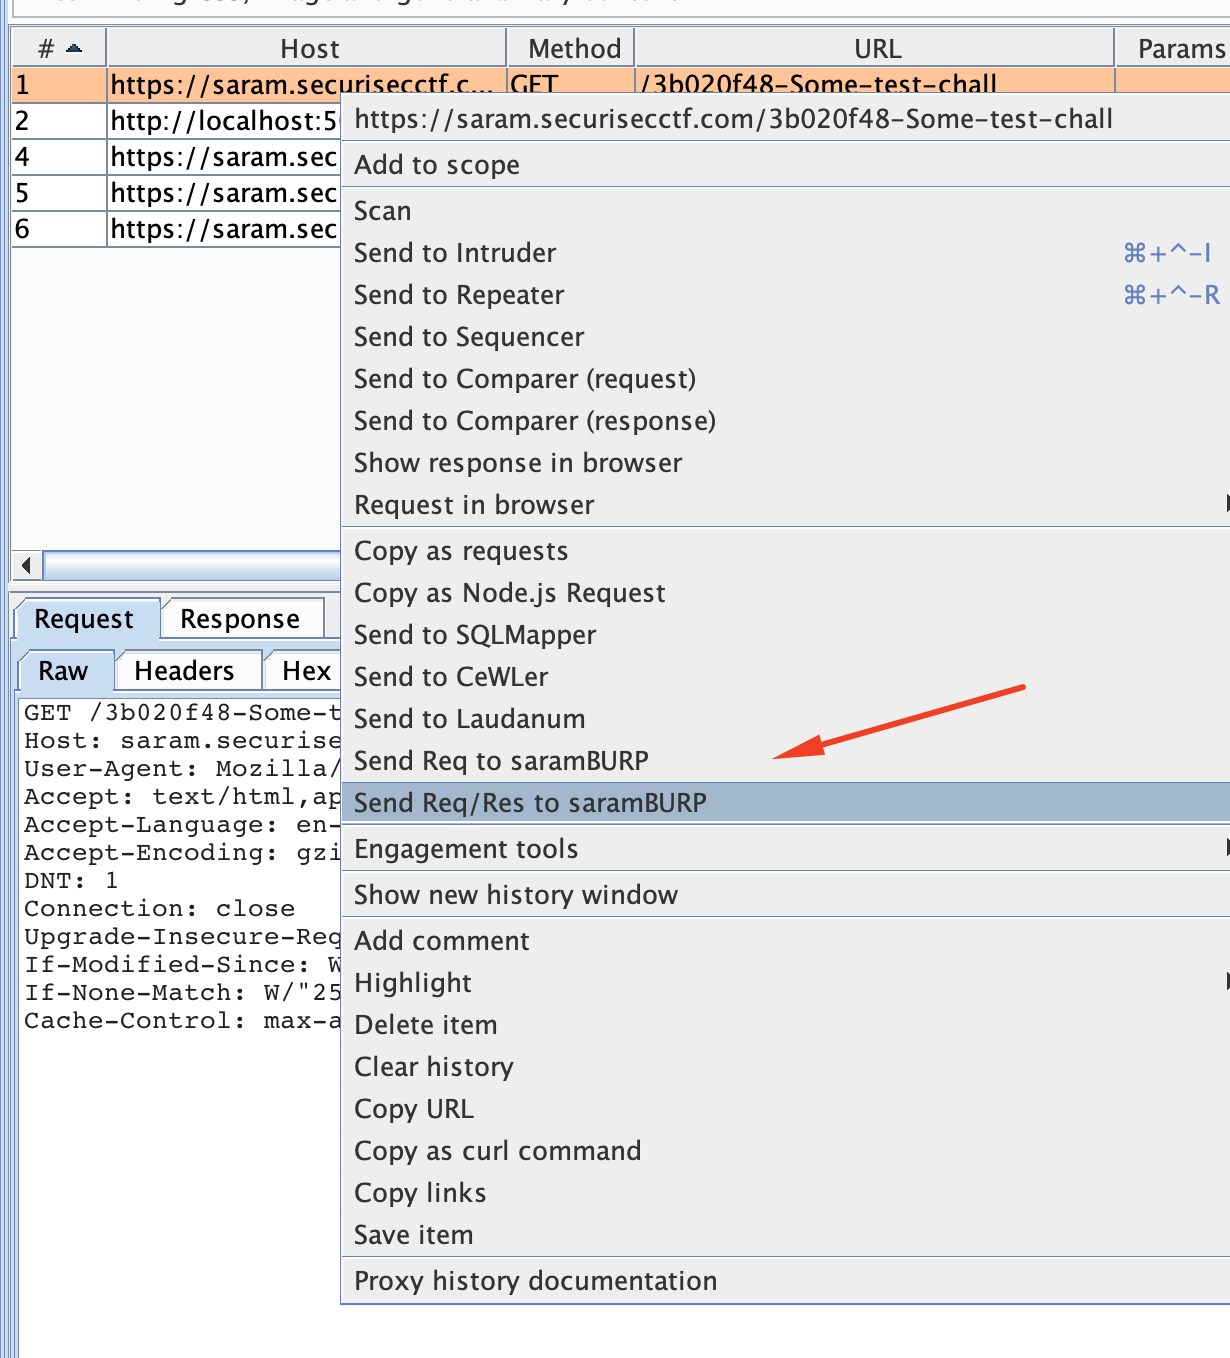 # Host Method URL Params
1 https://saram.securisecctf.c... GET /3b020f48-Some-test-chall
2 http://localhost:5
4 https://saram.sec
5 https://saram.sec
6 https://saram.sec
https://saram.securisecctf.com/3b020f48-Some-test-chall
Add to scope
Scan
Send to Intruder ⌘+^-I
Send to Repeater ⌘+^-R
Send to Sequencer
Send to Comparer (request)
Send to Comparer (response)
Show response in browser
Request in browser
Copy as requests
Copy as Node.js Request
Send to SQLMapper
Send to CeWLer
Send to Laudanum
Send Req to saramBURP
Send Req/Res to saramBURP
Engagement tools
Show new history window
Add comment
Highlight
Delete item
Clear history
Copy URL
Copy as curl command
Copy links
Save item
Proxy history documentation
Request Response
Raw Headers Hex
GET /3b020f48-Some-t
Host: saram.securise
User-Agent: Mozilla/
Accept: text/html,ap
Accept-Language: en-
Accept-Encoding: gzi
DNT: 1
Connection: close
Upgrade-Insecure-Req
If-Modified-Since: W
If-None-Match: W/"25
Cache-Control: max-a